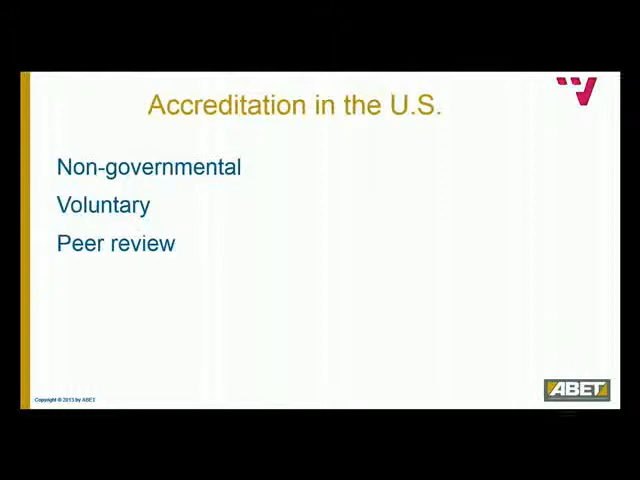 Accreditation in the U.S.
Non-governmental
Voluntary
Peer review
Copyright © 2013 by ABET
ABET